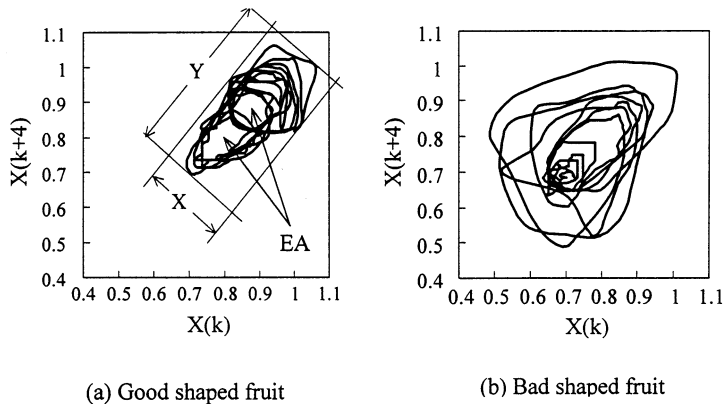 1.1
1
0.9
0.8
0.7
0.6
0.5
0.4
X(k+4)
Y
X
EA
0.4 0.5 0.6 0.7 0.8 0.9 1 1.1
X(k)
(a) Good shaped fruit
1.1
1
0.9
0.8
0.7
0.6
0.5
0.4
X(k+4)
0.4 0.5 0.6 0.7 0.8 0.9 1 1.1
X(k)
(b) Bad shaped fruit